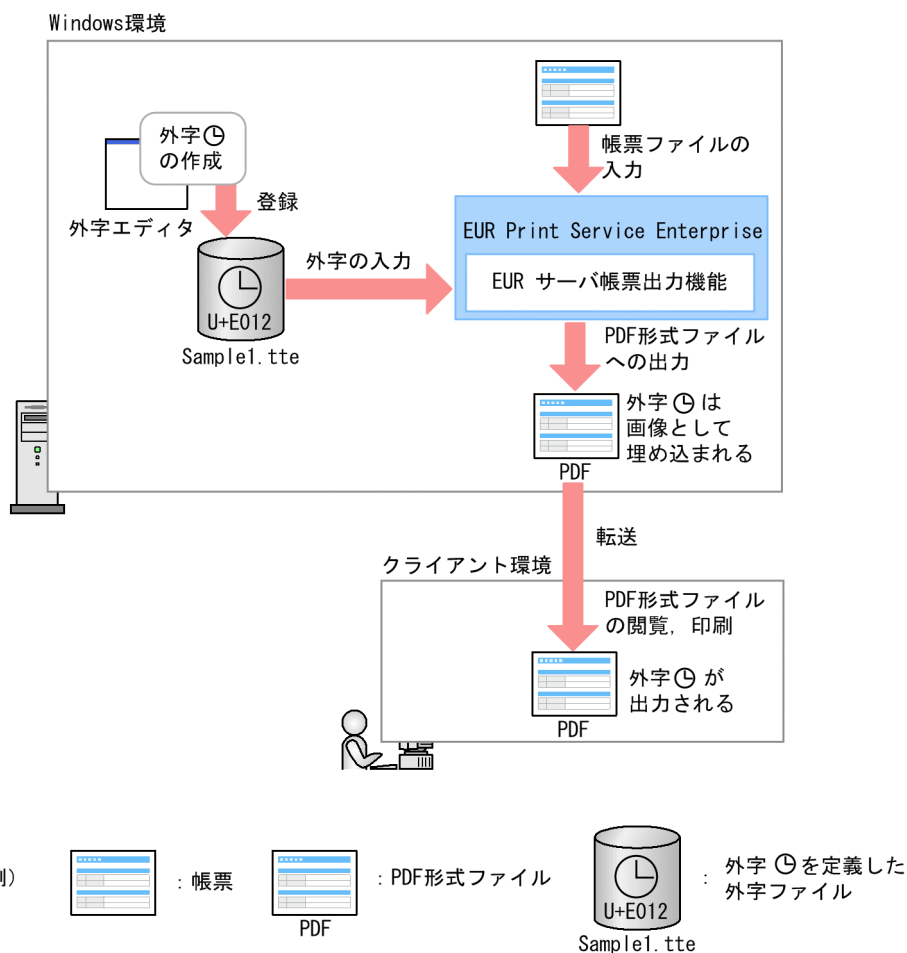 Windows環境
外字
の作成
外字エディタ
登録
U+E012
Sample1.tte
外字の入力
帳票ファイルの
入力
EUR Print Service Enterprise
EUR サーバ帳票出力機能
PDF形式ファイル
への出力
外字 は
画像として
埋め込まれる
PDF
転送
クライアント環境
PDF形式ファイル
の閲覧，印刷
外字 が
出力される
PDF
）
：帳票
PDF
：PDF形式ファイル
U+E012
Sample1.tte
： 外字 を定義した
外字ファイル